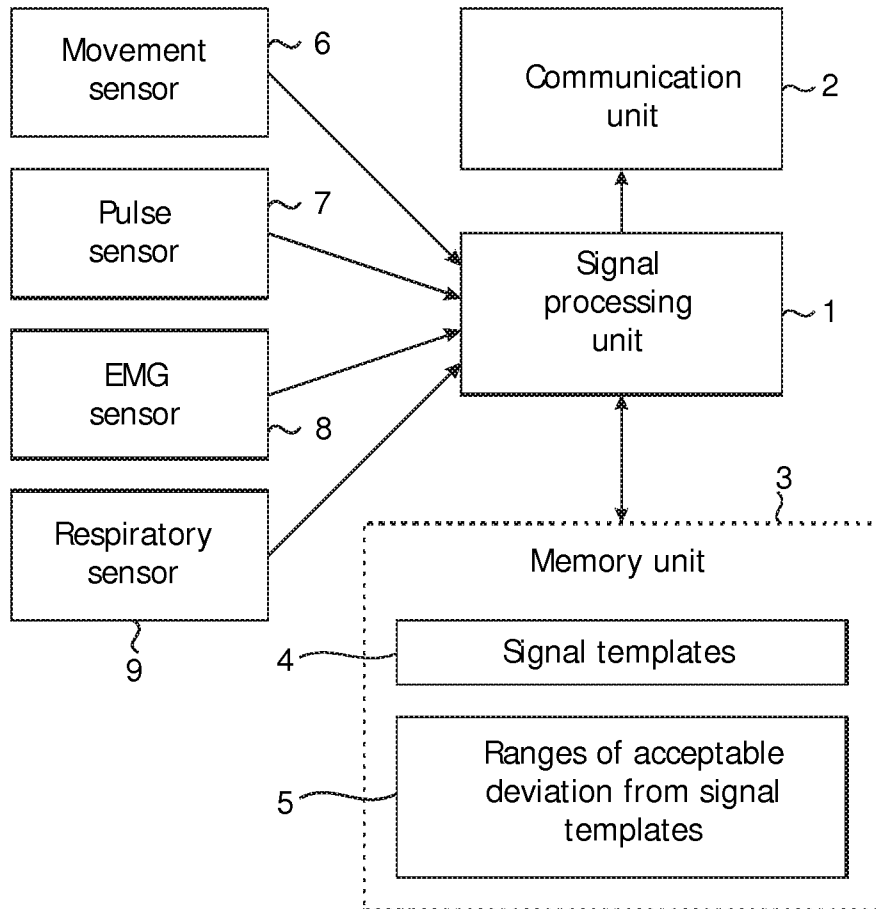 Movement
sensor
6
Communication
unit
2
Pulse
sensor
7
Signal
processing
unit
1
EMG
sensor
8
Respiratory
sensor
9
3
Memory unit
4
Signal templates
5
Ranges of acceptable
deviation from signal
templates